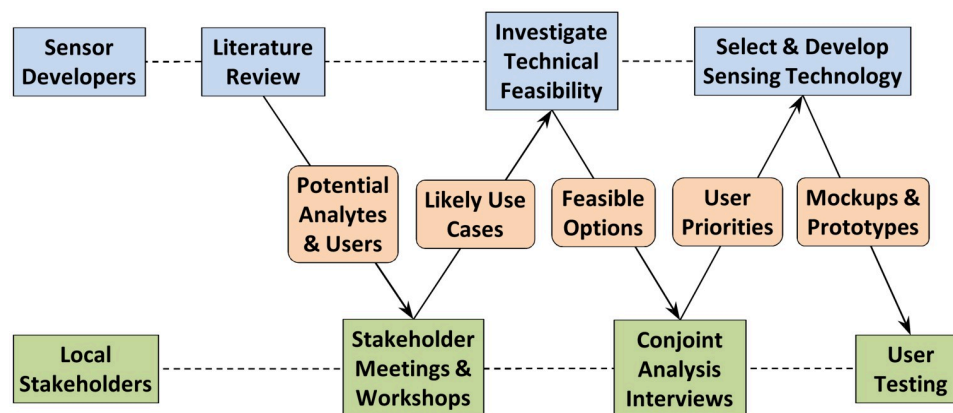 Sensor
Developers
Literature
Review
Investigate
Technical
Feasibility
Select & Develop
Sensing Technology
Potential
Analytes
& Users
Likely Use
Cases
Feasible
Options
User
Priorities
Mockups &
Prototypes
Local
Stakeholders
Stakeholder
Meetings &
Workshops
Conjoint
Analysis
Interviews
User
Testing